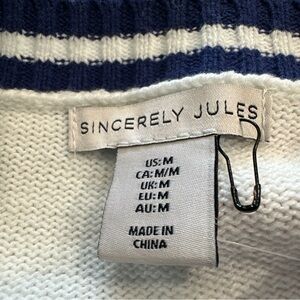 SINCERELY JULES
US: M
CA: M/M
UK: M
EU: M
AU: M
MADE IN
CHINA